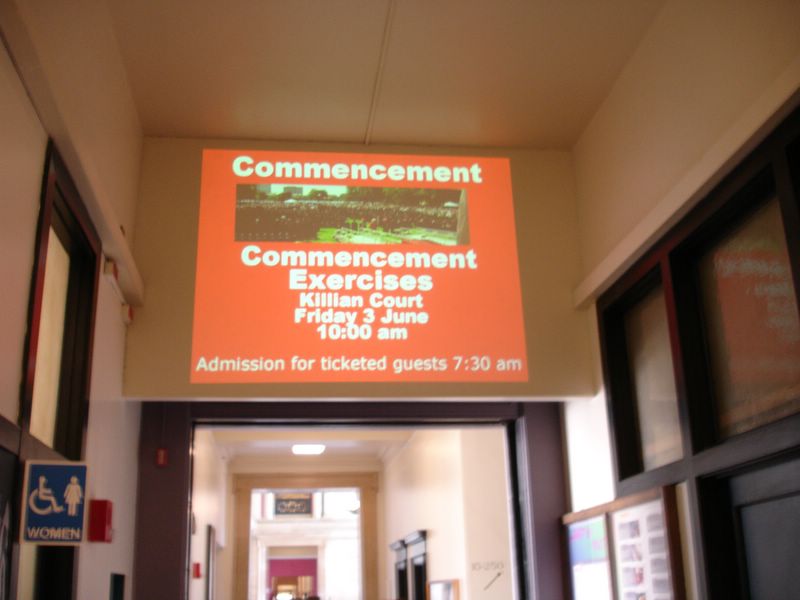 Commencement
Commencement
Exercises
Killian Court
Friday 3 June
10:00 am
Admission for ticketed guests 7:30 am
WOMEN
10-250